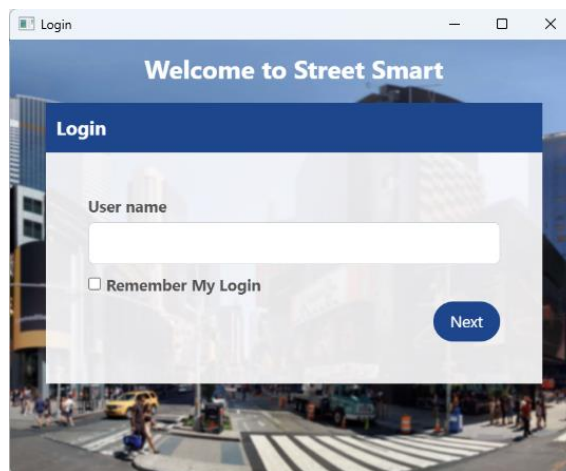 Login
Welcome to Street Smart
Login
User name
Remember My Login
Next